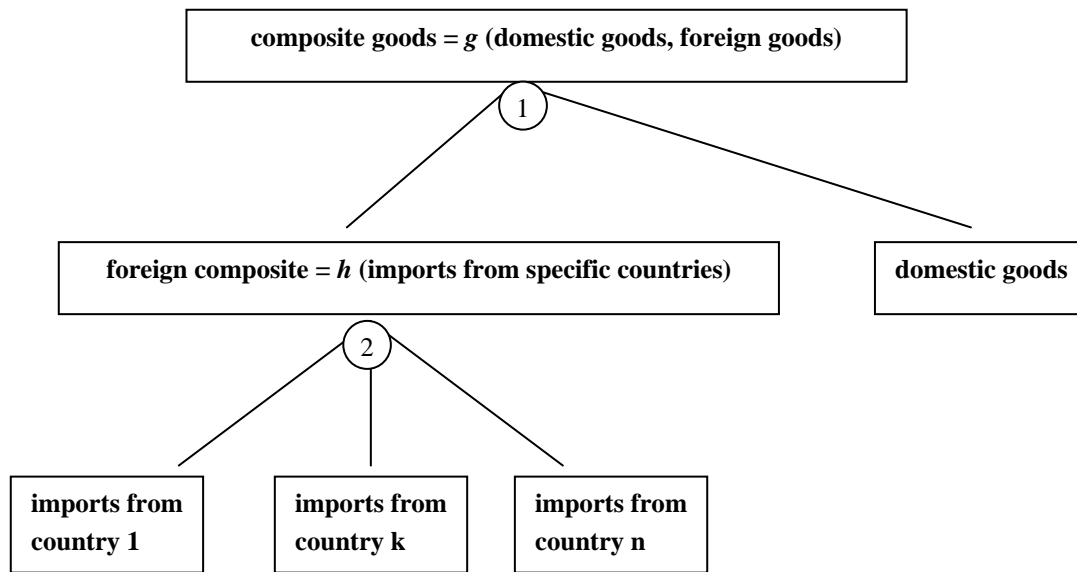 composite goods = g (domestic goods, foreign goods)
1
foreign composite = h (imports from specific countries)
domestic goods
2
imports from
country 1
imports from
country k
imports from
country n